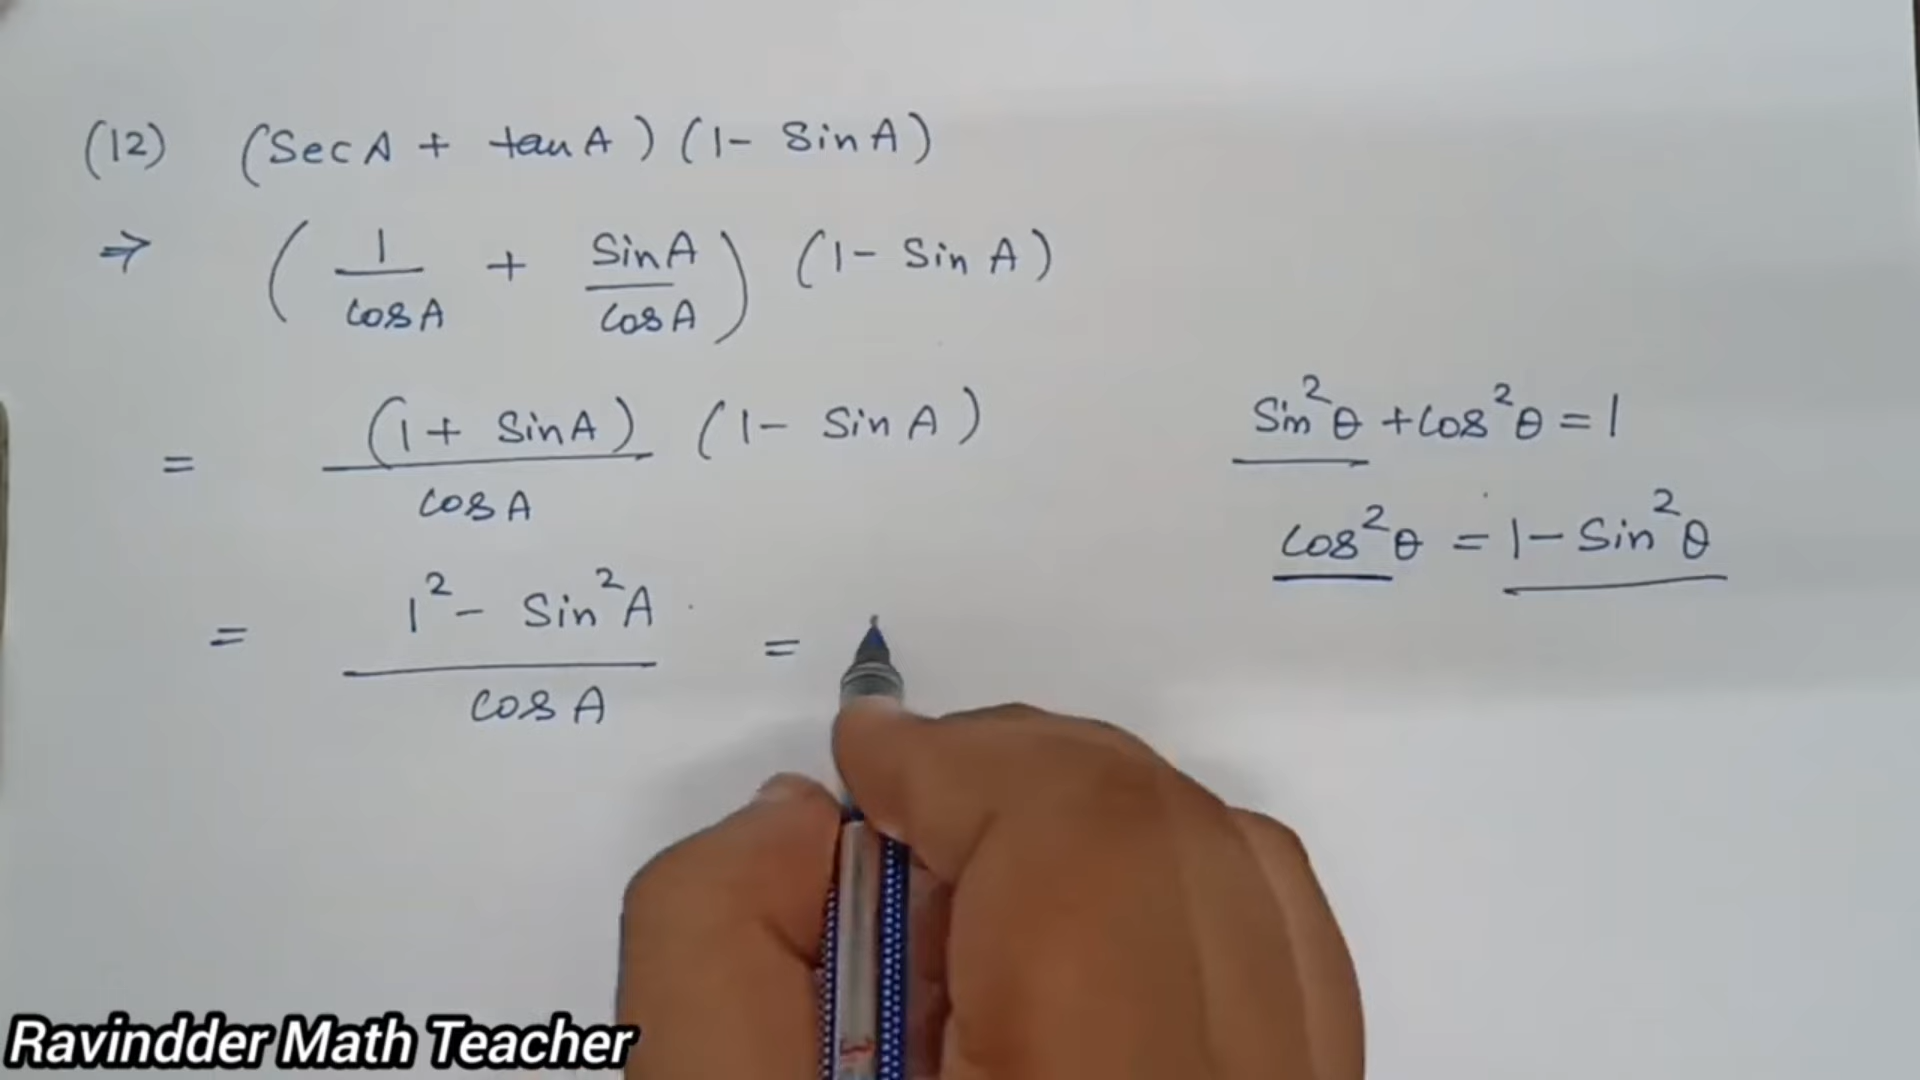 (12) (Sec A + tan A) (1 - Sin A)
⇒ (1/cos A + Sin A/cos A) (1 - Sin A)
= (1 + Sin A)/cos A (1 - Sin A)
Sin²θ + cos²θ = 1
cos²θ = 1 - Sin²θ
= 1² - Sin²A/cos A =
Ravindder Math Teacher